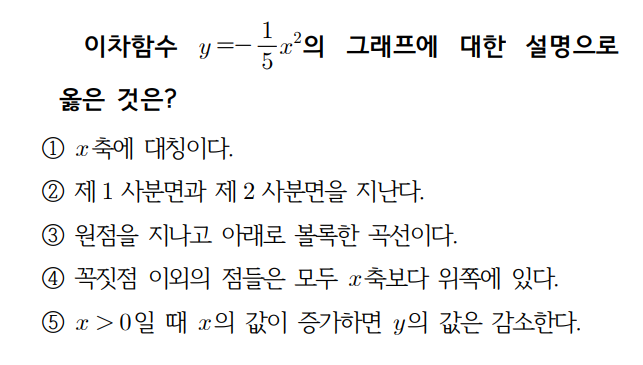 이차함수 y=-\frac{1}{5}x²의 그래프에 대한 설명으로
옳은 것은?
① x축에 대칭이다.
② 제 1 사분면과 제 2 사분면을 지난다.
③ 원점을 지나고 아래로 볼록한 곡선이다.
④ 꼭짓점 이외의 점들은 모두 x축보다 위쪽에 있다.
⑤ x > 0일 때 x의 값이 증가하면 y의 값은 감소한다.